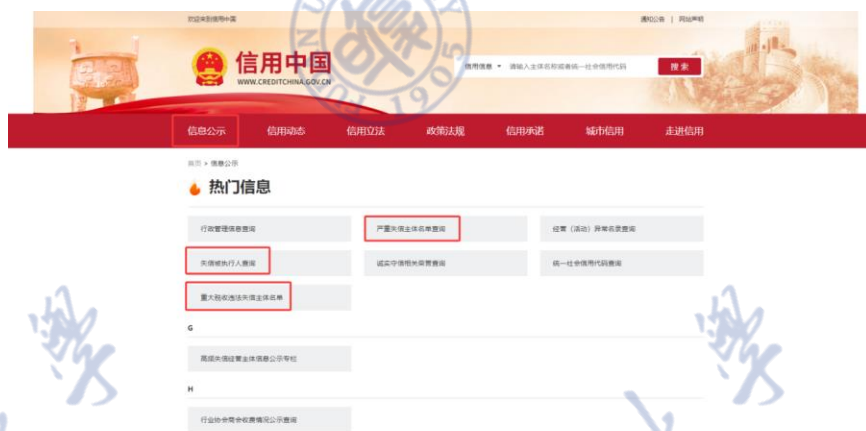 欢迎来到信用中国
通知公告 | 网站声明
信用中国
WWW.CREDITCHINA.GOV.CN
信用信息 请输入主体名称或者统一社会信用代码 搜索
信息公示 信用动态 信用立法 政策法规 信用承诺 城市信用 走进信用
首页 > 信息公示
热门信息
行政管理信息查询 严重失信主体名单查询 经营（活动）异常名录查询
失信被执行人查询 诚实守信相关荣誉查询 统一社会信用代码查询
重大税收违法失信主体名单
G
高频失信经营主体信息公示专栏
H
行业协会商会收费情况公示查询
1905